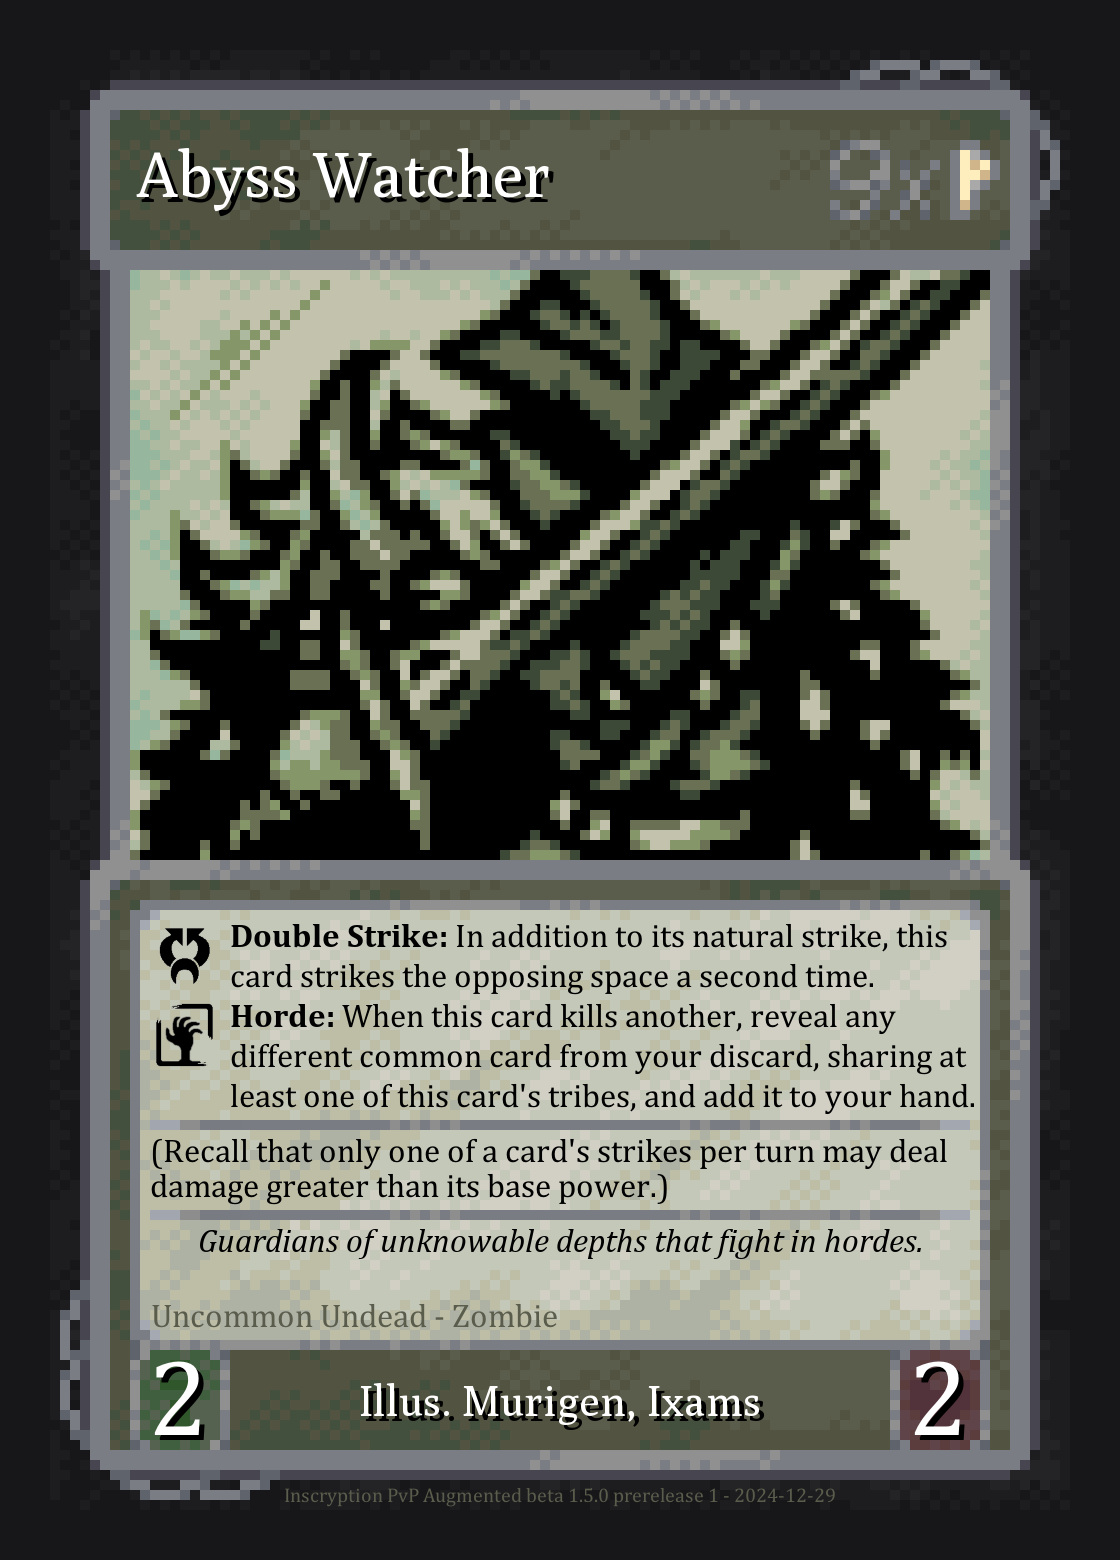 Abyss Watcher
9x
Double Strike: In addition to its natural strike, this
card strikes the opposing space a second time.
Horde: When this card kills another, reveal any
different common card from your discard, sharing at
least one of this card's tribes, and add it to your hand.
(Recall that only one of a card's strikes per turn may deal
damage greater than its base power.)
Guardians of unknowable depths that fight in hordes.
Uncommon Undead - Zombie
2
Illus. Murigen, Ixams
2
Inscryption PvP Augmented beta 1.5.0 prerelease 1 - 2024-12-29